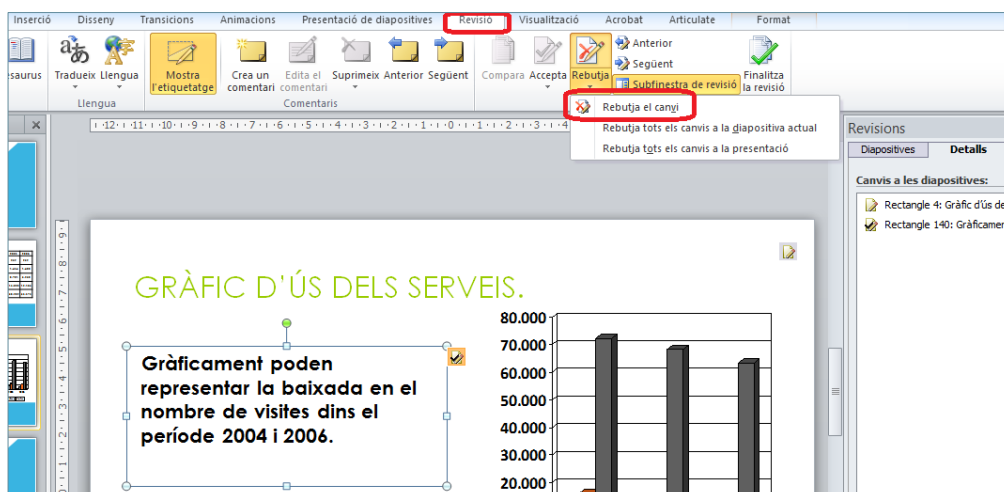 Inserció Disseny Transicions Animacions Presentació de diapositives Revisió Visualització Acrobat Articulate Format
esaurus Tradueix Llengua Mostra l'etiquetatge Crea un comentari Edita el comentari Suprimeix Anterior Següent Compara Accepta Rebutja Anterior
Següent
Subfinestra de revisió
Finalitza la revisió
Llengua Comentaris
Rebutja el canvi
Rebutja tots els canvis a la diapositiva actual
Rebutja tots els canvis a la presentació
Revisions
Diapositives Detalls
Canvis a les diapositives:
Rectangle 4: Gràfic d'ús de
Rectangle 140: Gràficamen
GRÀFIC D'ÚS DELS SERVEIS.
Gràficament poden
representar la baixada en el
nombre de visites dins el
període 2004 i 2006.
80.000
70.000
60.000
50.000
40.000
30.000
20.000